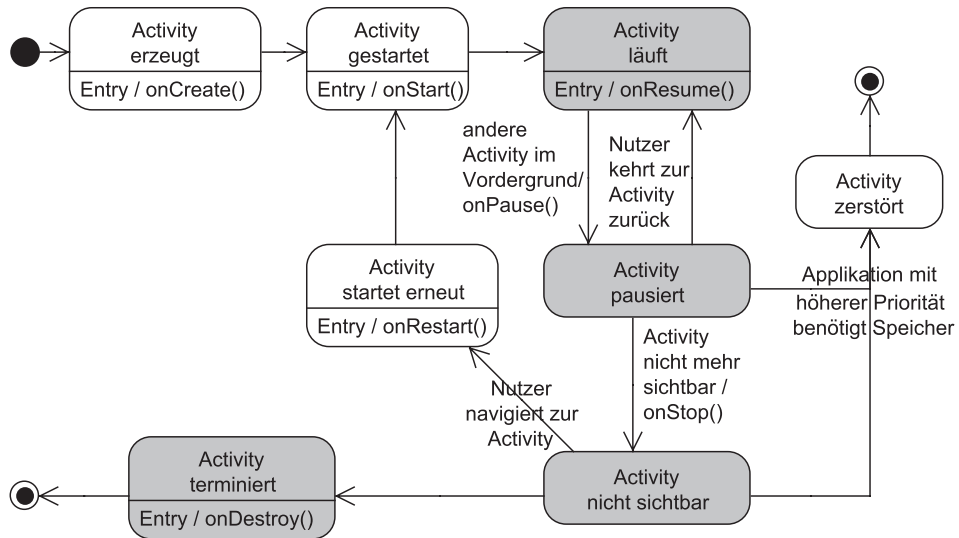 Activity
erzeugt
Entry / onCreate()
Activity
gestartet
Entry / onStart()
Activity
läuft
Entry / onResume()
andere
Activity im
Vordergrund/
onPause()
Nutzer
kehrt zur
Activity
zurück
Activity
zerstört
Activity
startet erneut
Entry / onRestart()
Activity
pausiert
Applikation mit
höherer Priorität
benötigt Speicher
Activity
nicht mehr
sichtbar /
onStop()
Nutzer
navigiert zur
Activity
Activity
terminiert
Entry / onDestroy()
Activity
nicht sichtbar